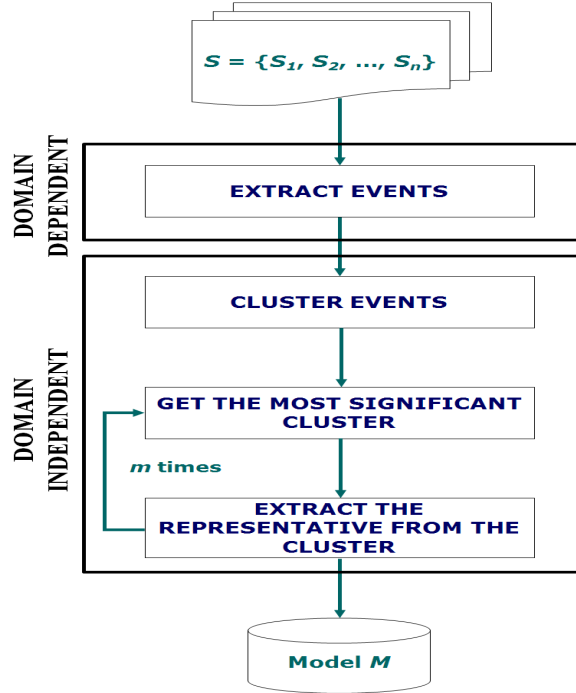 S = {S1, S2, ..., Sn}
DOMAIN
DEPENDENT
EXTRACT EVENTS
DOMAIN
INDEPENDENT
CLUSTER EVENTS
GET THE MOST SIGNIFICANT
CLUSTER
m times
EXTRACT THE
REPRESENTATIVE FROM THE
CLUSTER
Model M